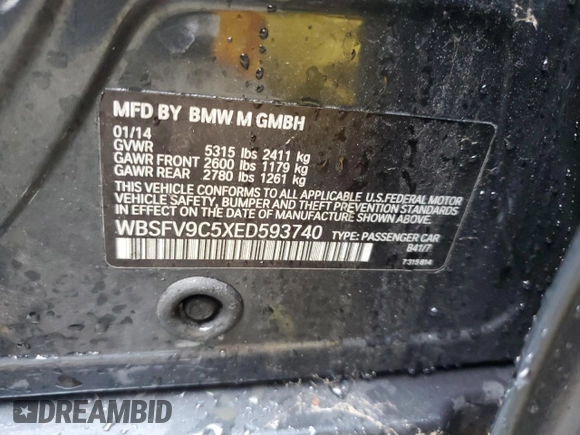 MFD BY BMW M GMBH
01/14
GVWR 5315 lbs 2411 kg
GAWR FRONT 2600 lbs 1179 kg
GAWR REAR 2780 lbs 1261 kg
THIS VEHICLE CONFORMS TO ALL APPLICABLE U.S.FEDERAL MOTOR
VEHICLE SAFETY, BUMPER AND THEFT PREVENTION STANDARDS
IN EFFECT ON THE DATE OF MANUFACTURE SHOWN ABOVE.
WBSFV9C5XED593740 TYPE: PASSENGER CAR
B41/7
7315814
DREAMBID